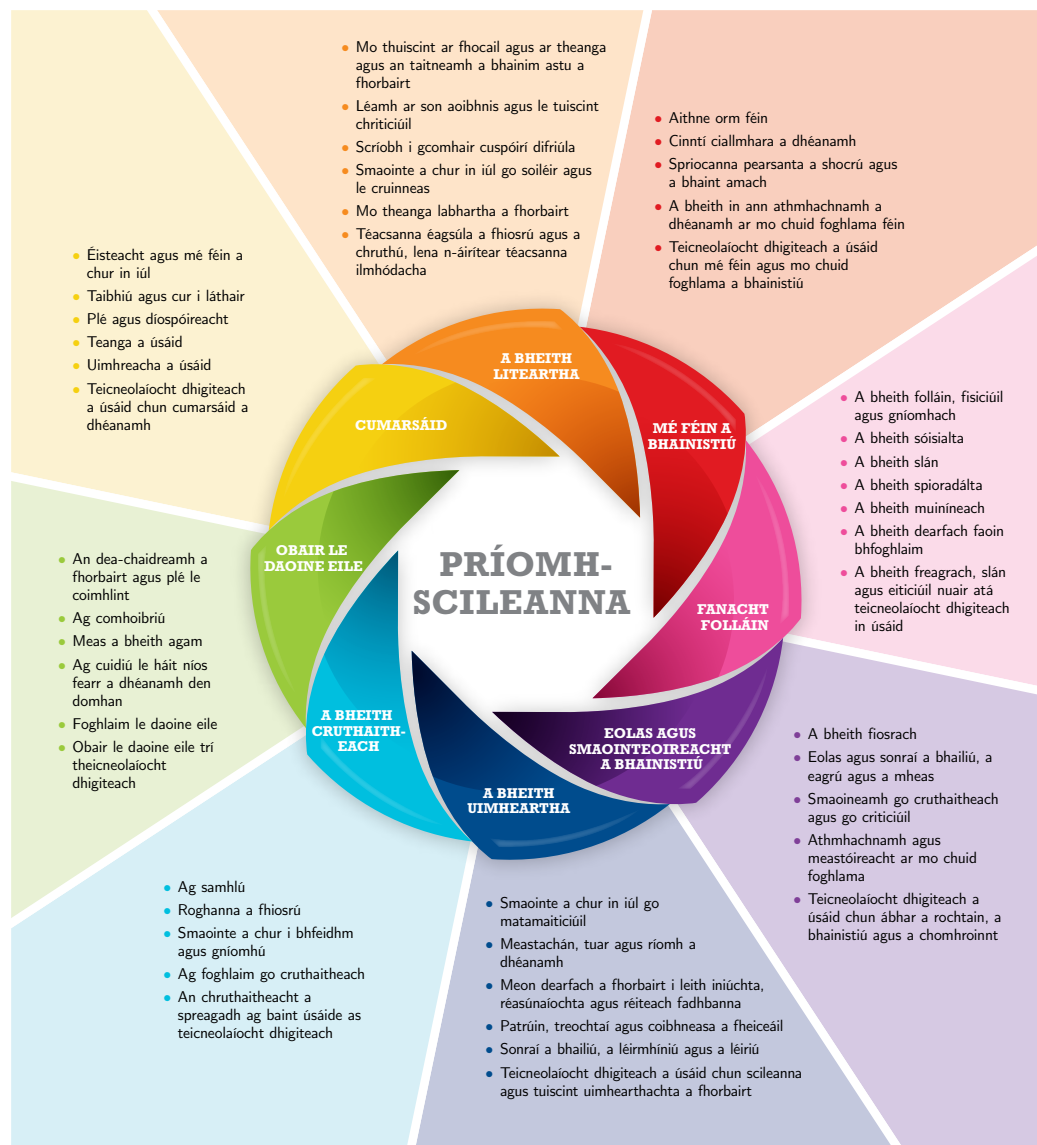 PRÍOMH-
SCILEANNA
A BHEITH
LITEARTHA
• Mo thuiscint ar fhocail agus ar theanga
agus an taitneamh a bhainim astu a
fhorbairt
• Léamh ar son aoibhnis agus le tuiscint
chriticiúil
• Scríobh i gcomhair cuspóirí difriúla
• Smaointe a chur in iúl go soiléir agus
le cruinneas
• Mo theanga labhartha a fhorbairt
• Téacsanna éagsúla a fhiosrú agus a
chruthú, lena n-áirítear téacsanna
ilmhódacha
MÉ FÉIN A
BHAINISTIÚ
• Aithne orm féin
• Cinntí ciallmhara a dhéanamh
• Spriocanna pearsanta a shocrú agus
a bhaint amach
• A bheith in ann athmhachnamh a
dhéanamh ar mo chuid foghlama féin
• Teicneolaíocht dhigiteach a úsáid
chun mé féin agus mo chuid
foghlama a bhainistiú
FANACHT
FOLLÁIN
• A bheith folláin, fisiciúil
agus gníomhach
• A bheith sóisialta
• A bheith slán
• A bheith spioradálta
• A bheith muiníneach
• A bheith dearfach faoin
bhfoghlaim
• A bheith freagrach, slán
agus eiticiúil nuair atá
teicneolaíocht dhigiteach
in úsáid
EOLAS AGUS
SMAOINTEOIREACHT
A BHAINISTIÚ
• A bheith fiosrach
• Eolas agus sonraí a bhailiú, a
eagrú agus a mheas
• Smaoineamh go cruthaitheach
agus go criticiúil
• Athmhachnamh agus
meastóireacht ar mo chuid
foghlama
• Teicneolaíocht dhigiteach a
úsáid chun ábhar a rochtain, a
bhainistiú agus a chomhroinnt
A BHEITH
UIMHEARTHA
• Smaointe a chur in iúl go
matamaiticiúil
• Meastachán, tuar agus ríomh a
dhéanamh
• Meon dearfach a fhorbairt i leith iniúchta,
réasúnaíochta agus réiteach fadhbanna
• Patrúin, treochtaí agus coibhneasa a fheiceáil
• Sonraí a bhailiú, a léirmhíniú agus a léiriú
• Teicneolaíocht dhigiteach a úsáid chun scileanna
agus tuiscint uimhearthachta a fhorbairt
A BHEITH
CRUTHAITH-
EACH
• Ag samhlú
• Roghanna a fhiosrú
• Smaointe a chur i bhfeidhm
agus gníomhú
• Ag foghlaim go cruthaitheach
• An chruthaitheacht a
spreagadh ag baint úsáide as
teicneolaíocht dhigiteach
OBAIR LE
DAOINE EILE
• An dea-chaidreamh a
fhorbairt agus plé le
coimhlint
• Ag comhoibriú
• Meas a bheith agam
• Ag cuidiú le háit níos
fearr a dhéanamh den
domhan
• Foghlaim le daoine eile
• Obair le daoine eile trí
theicneolaíocht
dhigiteach
CUMARSÁID
• Éisteacht agus mé féin a
chur in iúl
• Taibhiú agus cur i láthair
• Plé agus díospóireacht
• Teanga a úsáid
• Uimhreacha a úsáid
• Teicneolaíocht dhigiteach
a úsáid chun cumarsáid a
dhéanamh